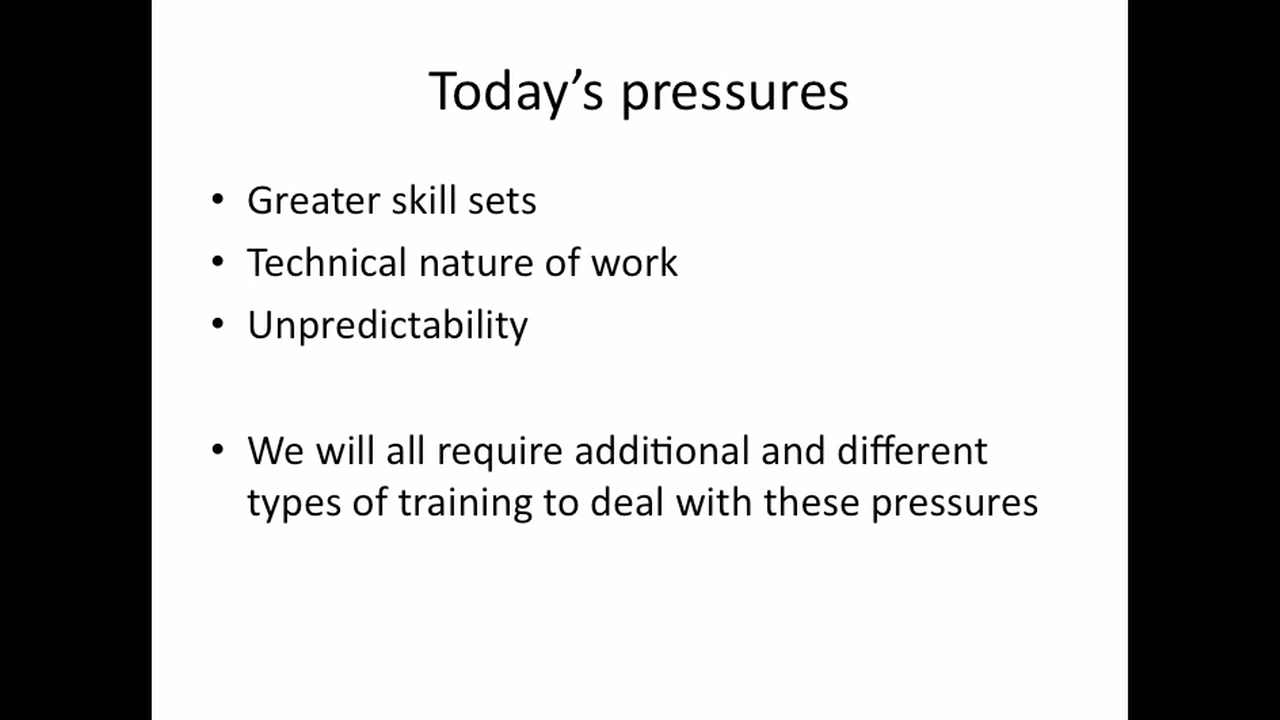 Today’s pressures
• Greater skill sets
• Technical nature of work
• Unpredictability
• We will all require additional and different
types of training to deal with these pressures